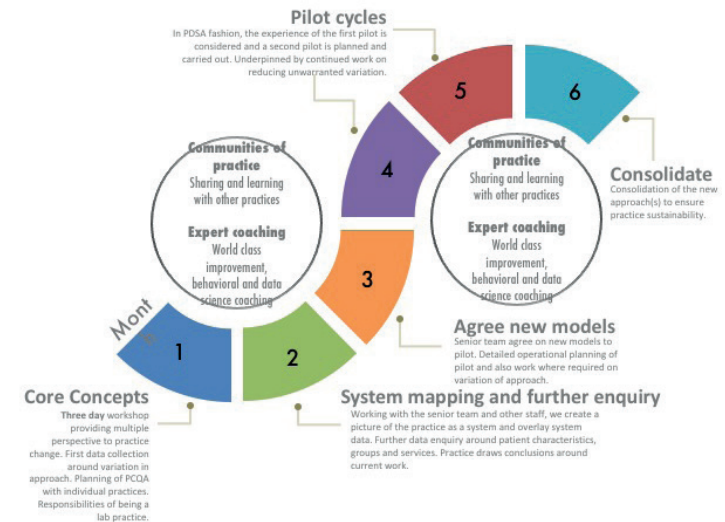 Pilot cycles
In PDSA fashion, the experience of the first pilot is
considered and a second pilot is planned and
carried out. Underpinned by continued work on
reducing unwarranted variation.
5
6
4
Communities of
practice
Sharing and learning
with other practices
Expert coaching
World class
improvement,
behavioral and data
science coaching
Communities of
practice
Sharing and learning
with other practices
Expert coaching
World class
improvement,
behavioral and data
science coaching
Consolidate
Consolidation of the new
approach(s) to ensure
practice sustainability.
3
Mont
1
2
Agree new models
Senior team agree on new models to
pilot. Detailed operational planning of
pilot and also work where required on
variation of approach.
Core Concepts
Three day workshop
providing multiple
perspective to practice
change. First data collection
around variation in
approach. Planning of PCQA
with individual practices.
Responsibilities of being a
lab practice.
System mapping and further enquiry
Working with the senior team and other staff, we create a
picture of the practice as a system and overlay system
data. Further data enquiry around patient characteristics,
groups and services. Practice draws conclusions around
current work.